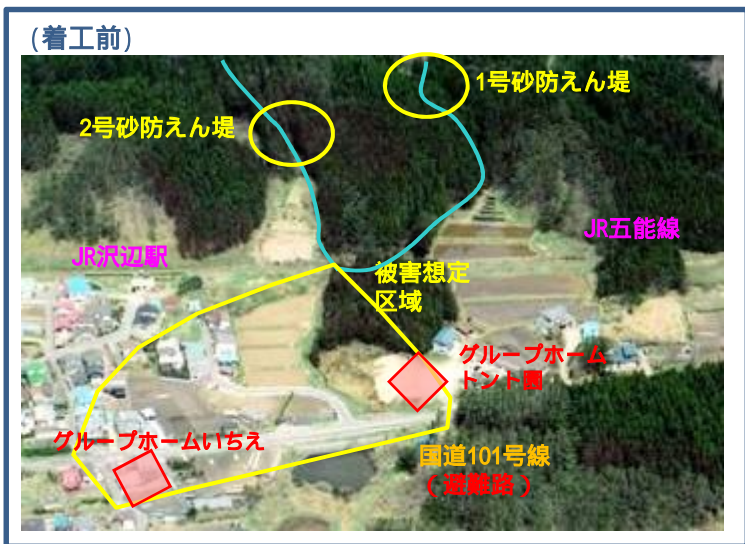 (着工前)
1号砂防えん堤
2号砂防えん堤
JR五能線
JR沢辺駅
被害想定
区域
グループホーム
トント園
グループホームいちえ
国道101号線
(避難路)